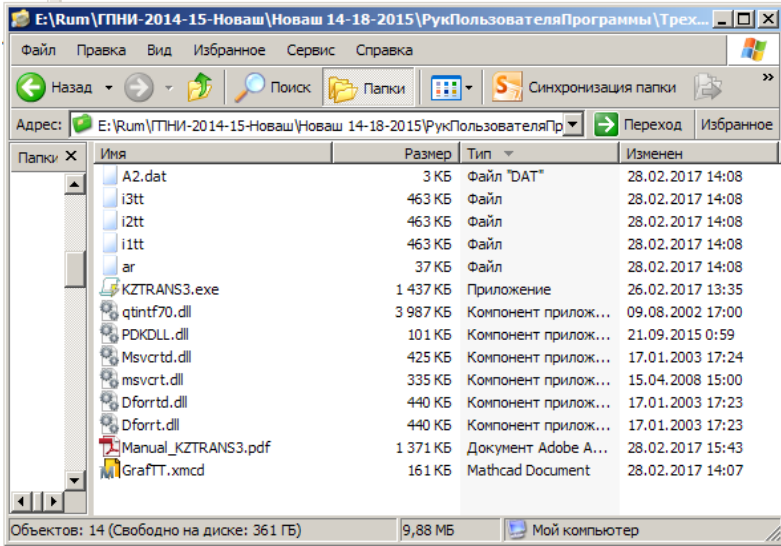 E:\Rum\ГПНИ-2014-15-Новаш\Новаш 14-18-2015\РукПользователяПрограммы\Трех...
Файл Правка Вид Избранное Сервис Справка
Назад Поиск Папки Синхронизация папки »
Адрес: E:\Rum\ГПНИ-2014-15-Новаш\Новаш 14-18-2015\РукПользователяПр Переход Избранное
Папки X Имя Размер Тип Изменен
A2.dat 3 КБ Файл "DAT" 28.02.2017 14:08
i3tt 463 КБ Файл 28.02.2017 14:08
i2tt 463 КБ Файл 28.02.2017 14:08
i1tt 463 КБ Файл 28.02.2017 14:08
ar 37 КБ Файл 28.02.2017 14:08
KZTRANS3.exe 1 437 КБ Приложение 26.02.2017 13:35
qtintf70.dll 3 987 КБ Компонент прилож... 09.08.2002 17:00
PDKDLL.dll 101 КБ Компонент прилож... 21.09.2015 0:59
Msvcrtd.dll 425 КБ Компонент прилож... 17.01.2003 17:24
msvcrt.dll 335 КБ Компонент прилож... 15.04.2008 15:00
Dforrtd.dll 440 КБ Компонент прилож... 17.01.2003 17:23
Dforrt.dll 440 КБ Компонент прилож... 17.01.2003 17:23
Manual_KZTRANS3.pdf 1 371 КБ Документ Adobe A... 28.02.2017 15:43
GrafTT.xmcd 161 КБ Mathcad Document 28.02.2017 14:07
Объектов: 14 (Свободно на диске: 361 ГБ) 9,88 МБ Мой компьютер